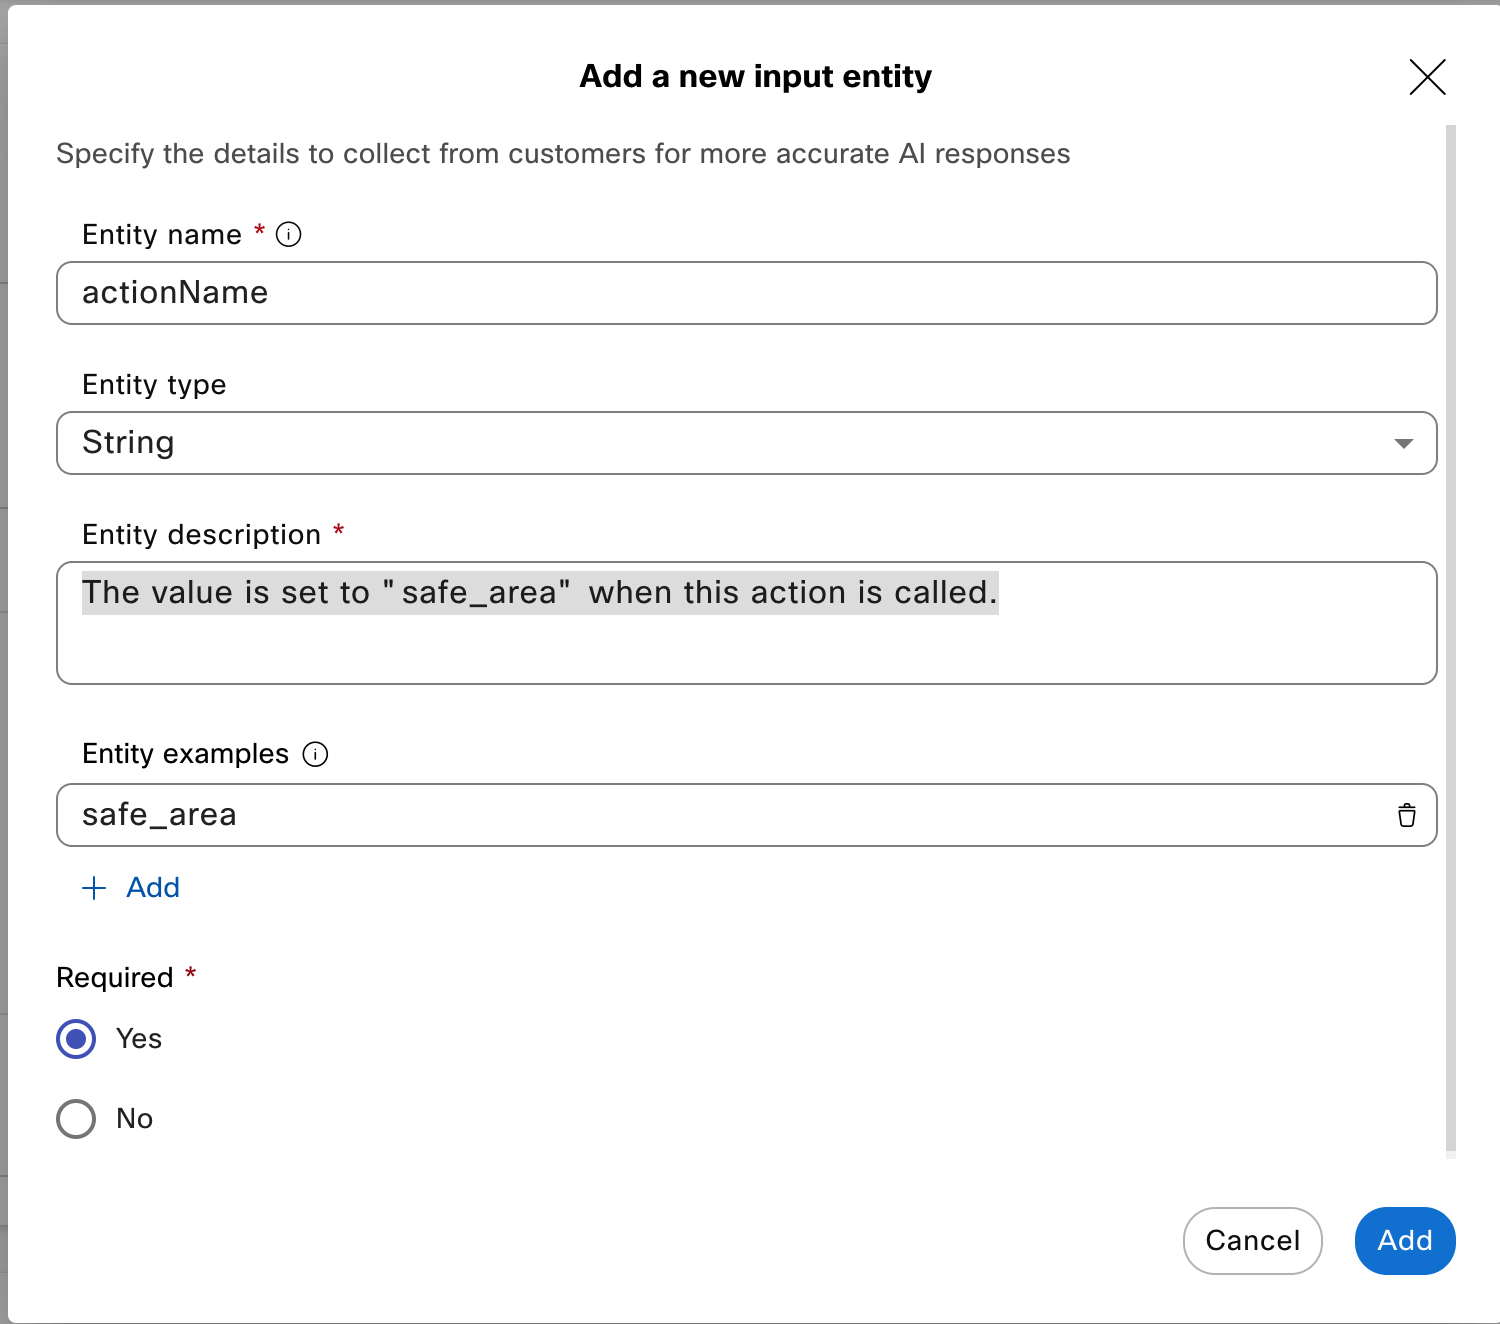 Add a new input entity
Specify the details to collect from customers for more accurate AI responses
Entity name *
actionName
Entity type
String
Entity description *
The value is set to "safe_area" when this action is called.
Entity examples
safe_area
+ Add
Required *
Yes
No
Cancel
Add